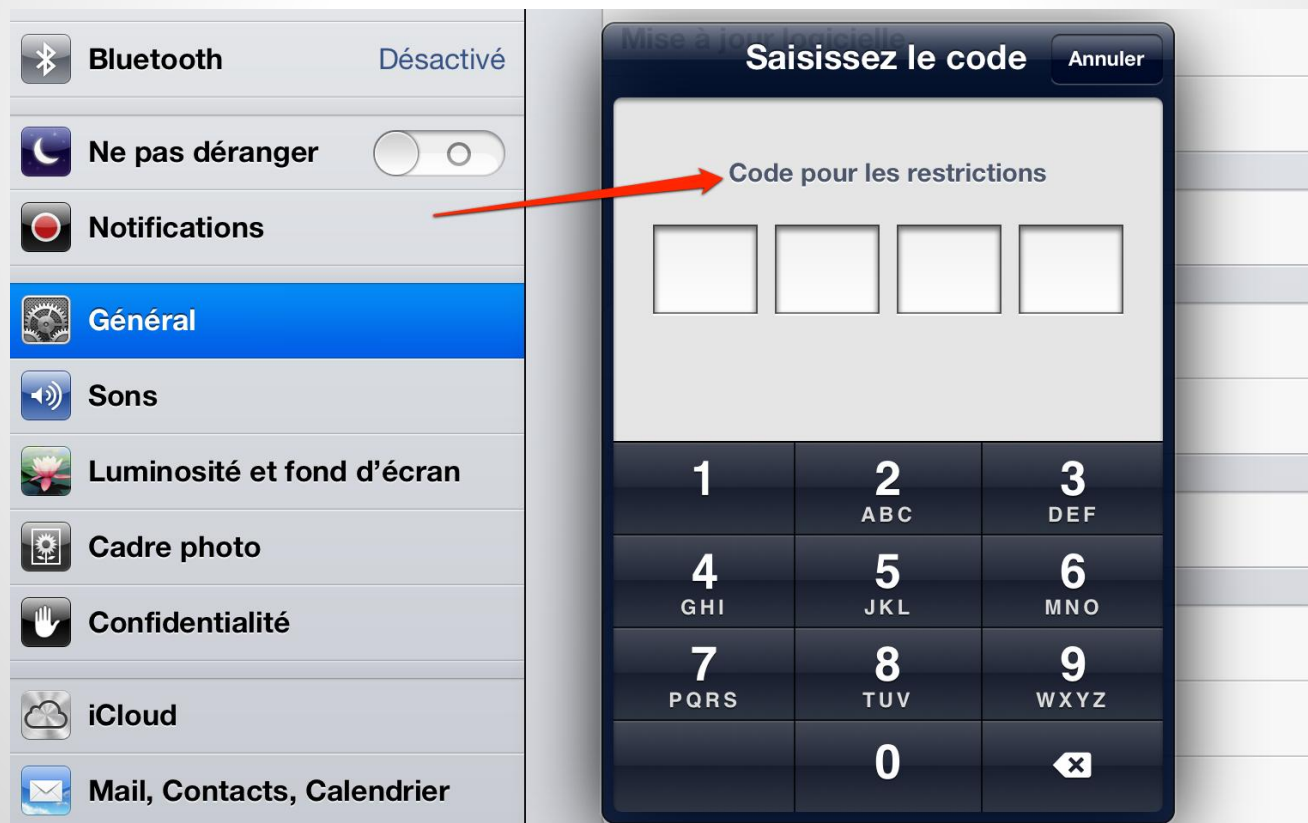 Bluetooth Désactivé
Ne pas déranger
Notifications
Général
Sons
Luminosité et fond d'écran
Cadre photo
Confidentialité
iCloud
Mail, Contacts, Calendrier
Mise à jour logicielle
Saisissez le code Annuler
Code pour les restrictions
1 2 3
ABC DEF
4 5 6
GHI JKL MNO
7 8 9
PQRS TUV WXYZ
0